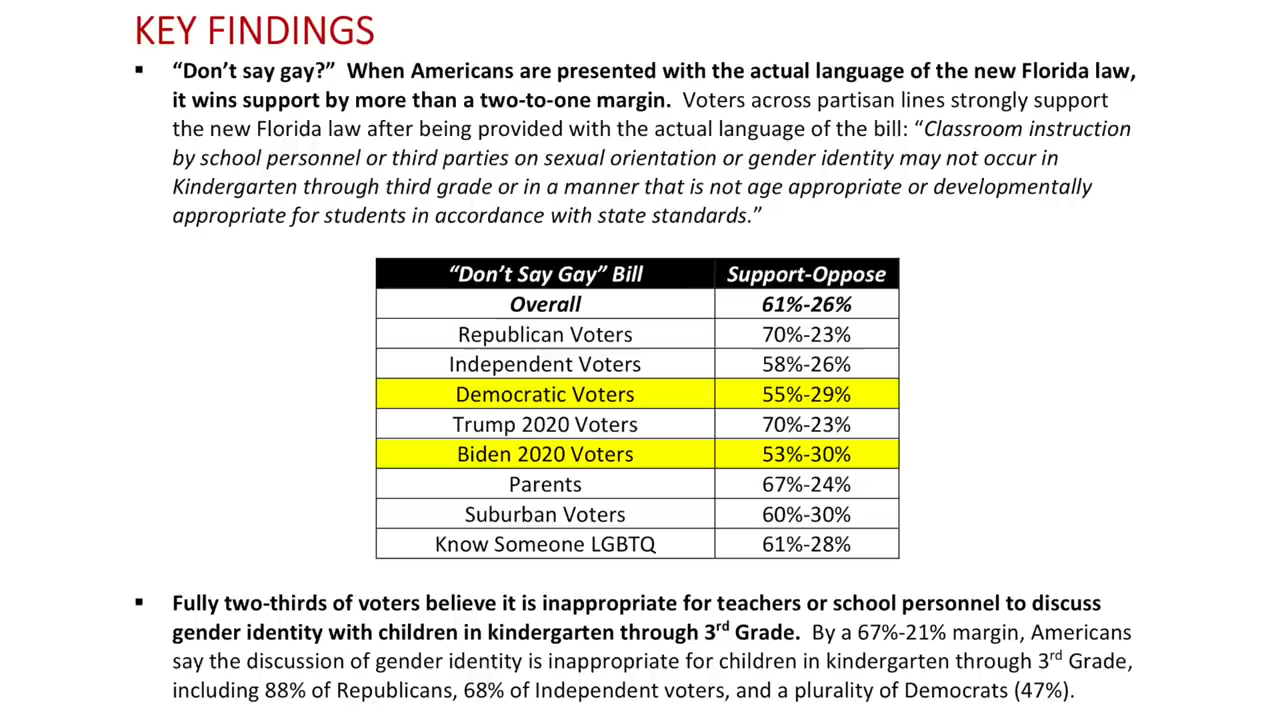 KEY FINDINGS
▪ “Don’t say gay?” When Americans are presented with the actual language of the new Florida law,
it wins support by more than a two-to-one margin. Voters across partisan lines strongly support
the new Florida law after being provided with the actual language of the bill: “Classroom instruction
by school personnel or third parties on sexual orientation or gender identity may not occur in
Kindergarten through third grade or in a manner that is not age appropriate or developmentally
appropriate for students in accordance with state standards.”
“Don’t Say Gay” Bill Support-Oppose
Overall 61%-26%
Republican Voters 70%-23%
Independent Voters 58%-26%
Democratic Voters 55%-29%
Trump 2020 Voters 70%-23%
Biden 2020 Voters 53%-30%
Parents 67%-24%
Suburban Voters 60%-30%
Know Someone LGBTQ 61%-28%
▪ Fully two-thirds of voters believe it is inappropriate for teachers or school personnel to discuss
gender identity with children in kindergarten through 3rd Grade. By a 67%-21% margin, Americans
say the discussion of gender identity is inappropriate for children in kindergarten through 3rd Grade,
including 88% of Republicans, 68% of Independent voters, and a plurality of Democrats (47%).